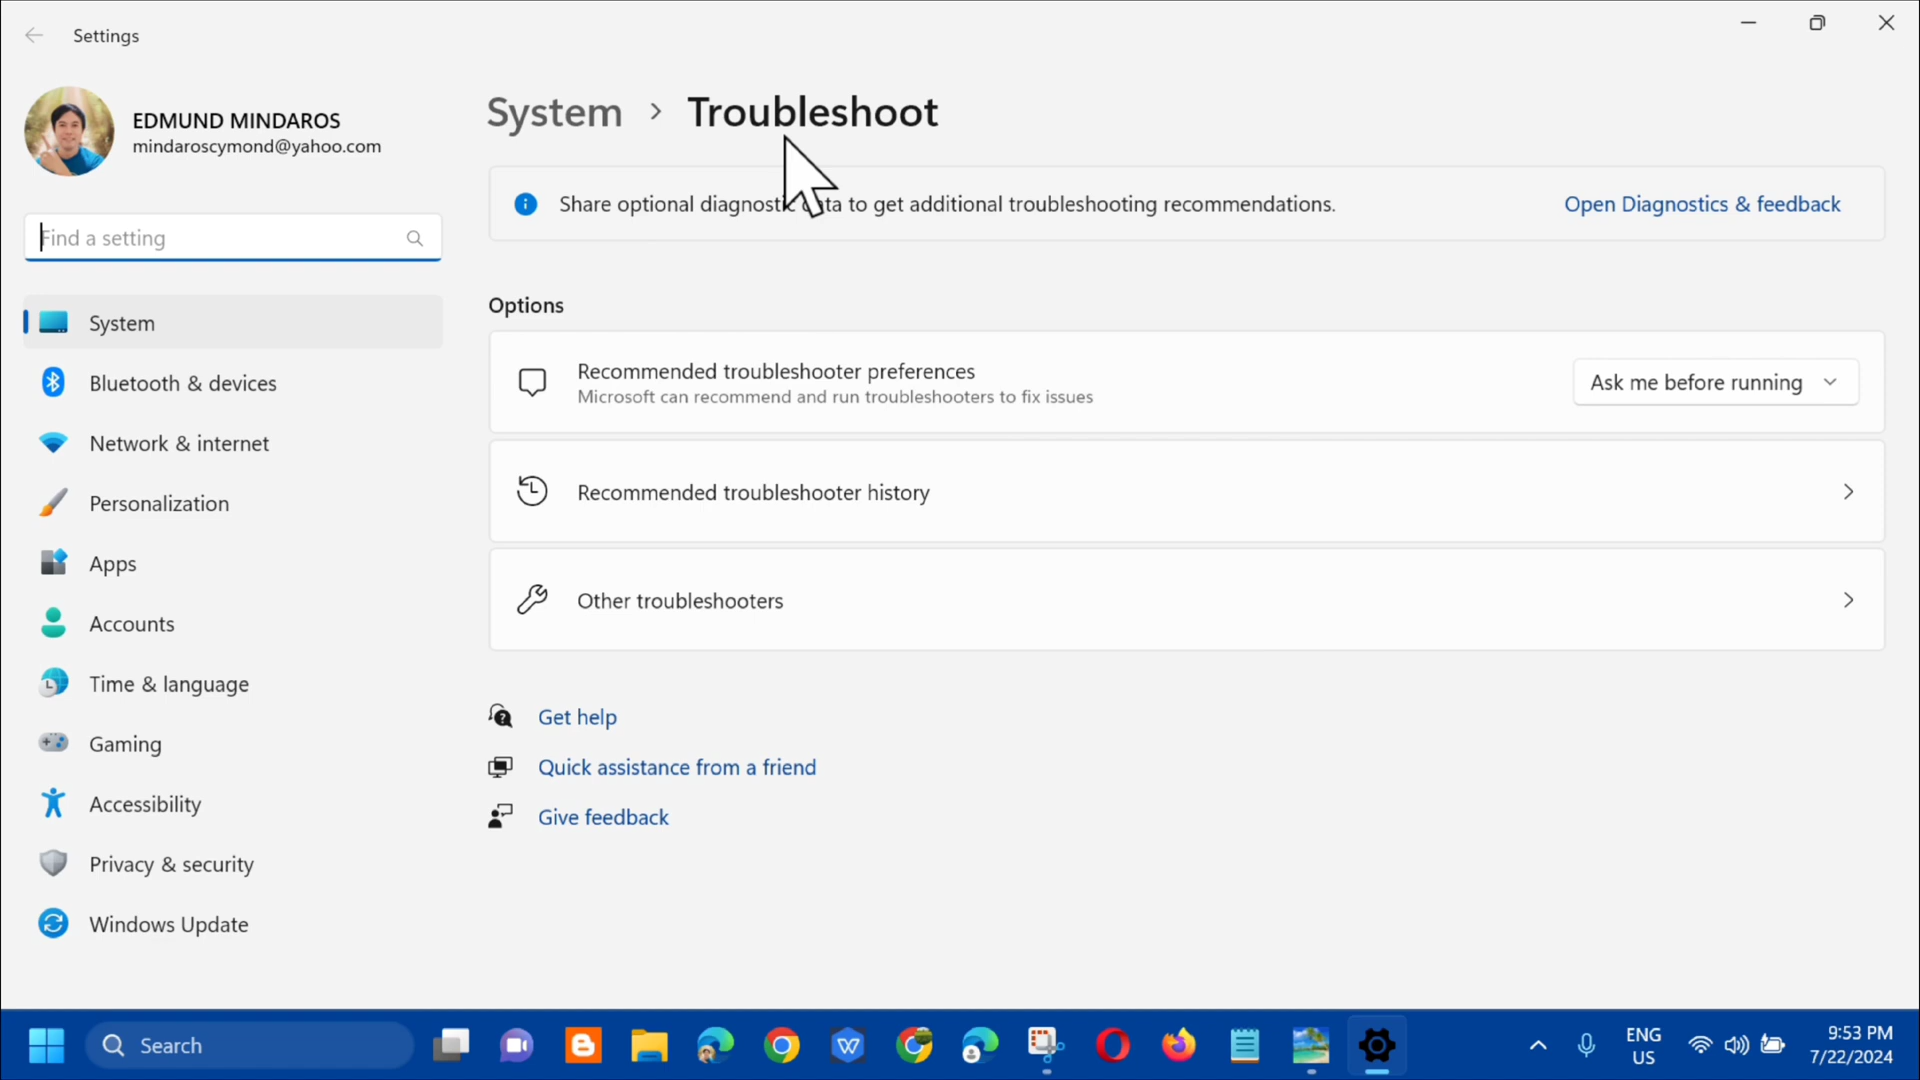 Settings
EDMUND MINDAROS
mindaroscymond@yahoo.com
Find a setting
System
Bluetooth & devices
Network & internet
Personalization
Apps
Accounts
Time & language
Gaming
Accessibility
Privacy & security
Windows Update
System > Troubleshoot
Share optional diagnostic data to get additional troubleshooting recommendations.
Open Diagnostics & feedback
Options
Recommended troubleshooter preferences
Microsoft can recommend and run troubleshooters to fix issues
Ask me before running
Recommended troubleshooter history
Other troubleshooters
Get help
Quick assistance from a friend
Give feedback
Search
ENG
US
9:53 PM
7/22/2024